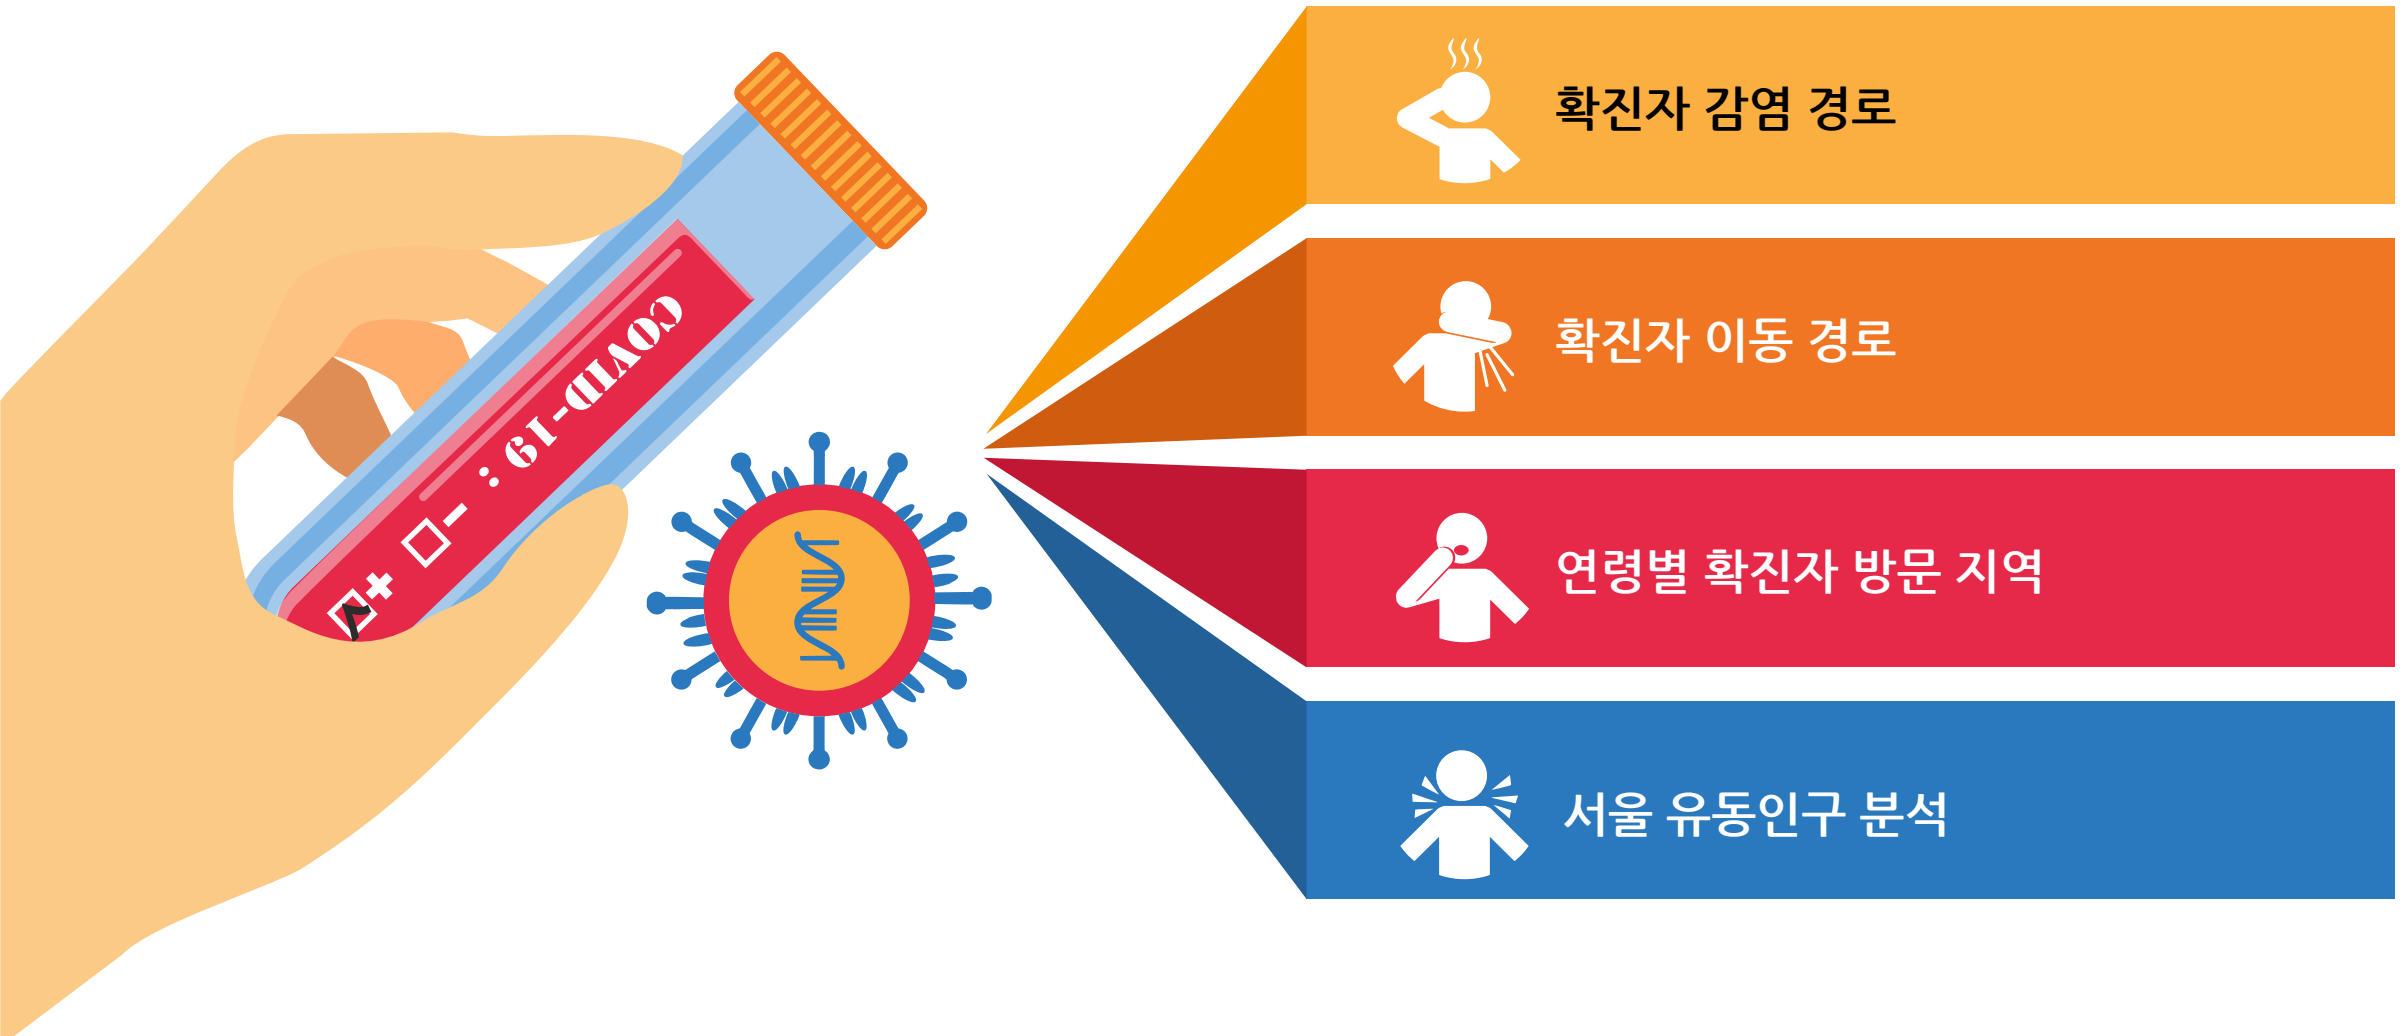 COVID-19 :
확진자 감염 경로
확진자 이동 경로
연령별 확진자 방문 지역
서울 유동인구 분석